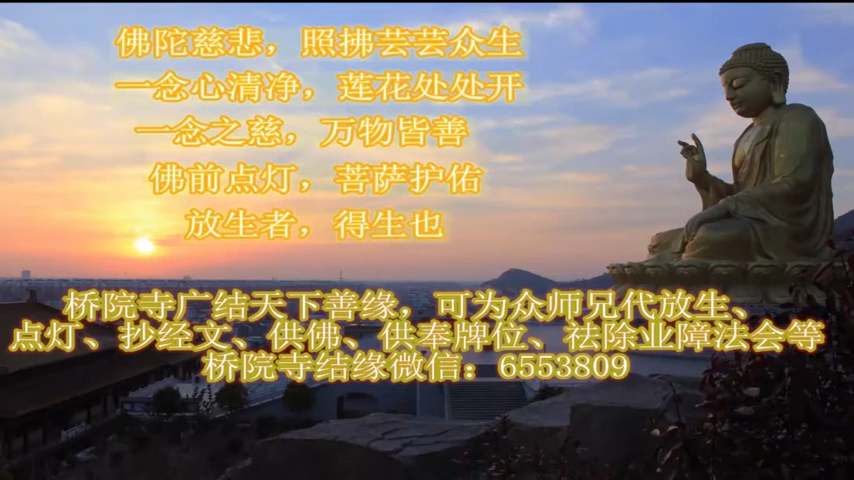 佛陀慈悲，照拂芸芸众生
一念心清净，莲花处处开
一念之慈，万物皆善
佛前点灯，菩萨护佑
放生者，得生也
桥院寺广结天下善缘，可为众师兄代放生、
点灯、抄经文、供佛、供奉牌位、祛除业障法会等
桥院寺结缘微信：6553809